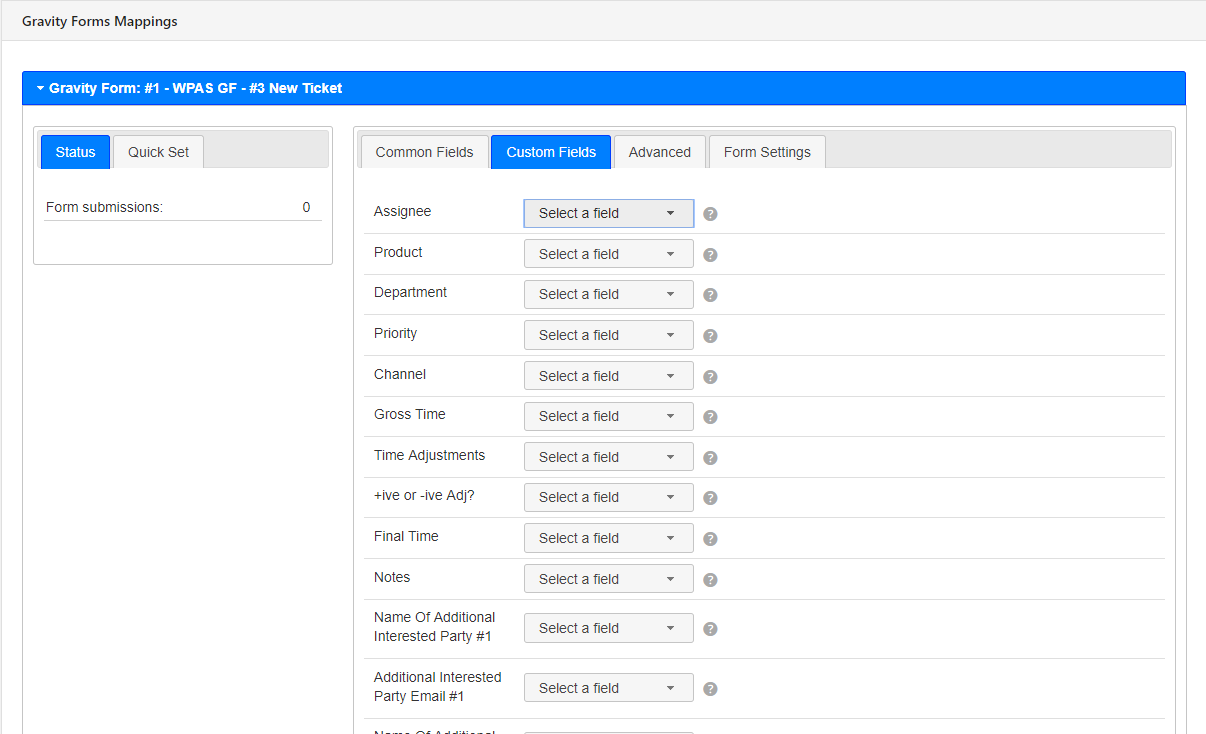 Gravity Forms Mappings
Gravity Form: #1 - WPAS GF - #3 New Ticket
Status
Quick Set
Form submissions:
0
Common Fields
Custom Fields
Advanced
Form Settings
Assignee
Select a field
?
Product
Select a field
?
Department
Select a field
?
Priority
Select a field
?
Channel
Select a field
?
Gross Time
Select a field
?
Time Adjustments
Select a field
?
+ive or -ive Adj?
Select a field
?
Final Time
Select a field
?
Notes
Select a field
?
Name Of Additional
Interested Party #1
Select a field
?
Additional Interested
Party Email #1
Select a field
?
Name Of Additional